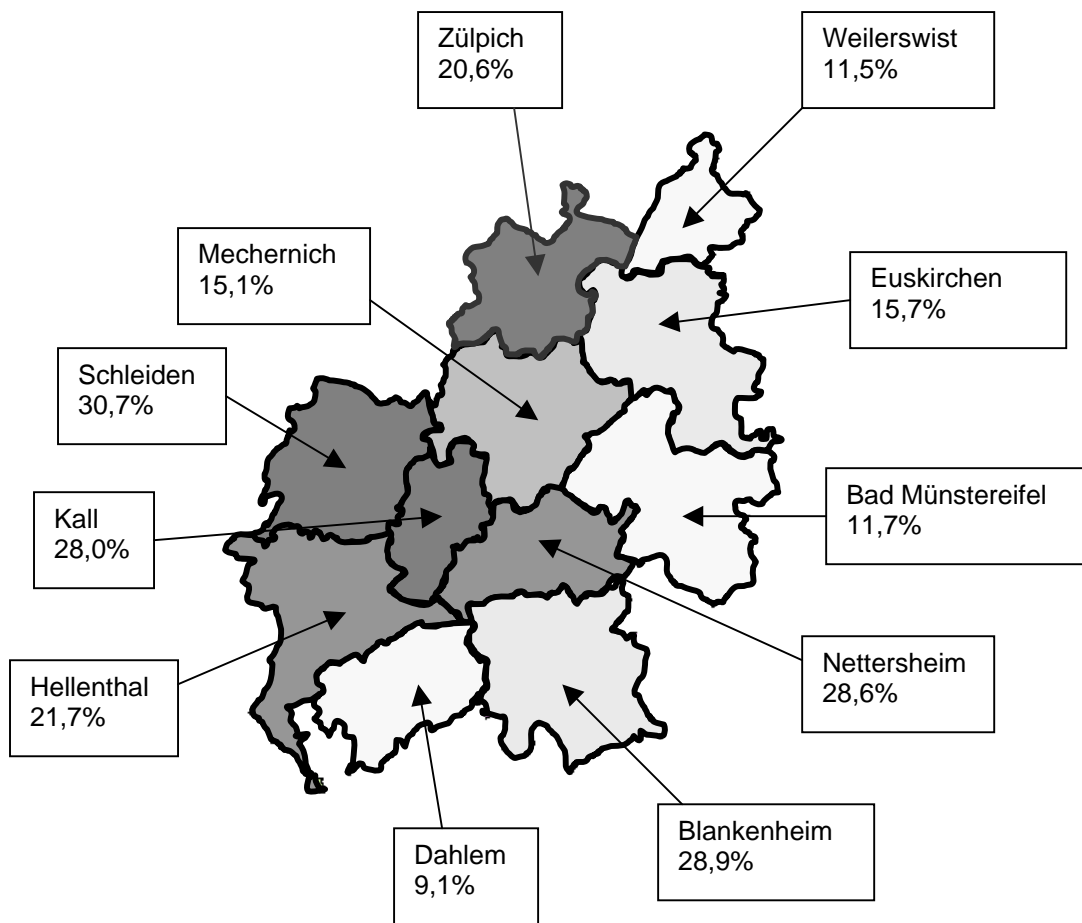 Zülpich
20,6%
Weilerswist
11,5%
Mechernich
15,1%
Euskirchen
15,7%
Schleiden
30,7%
Kall
28,0%
Bad Münstereifel
11,7%
Hellenthal
21,7%
Nettersheim
28,6%
Dahlem
9,1%
Blankenheim
28,9%